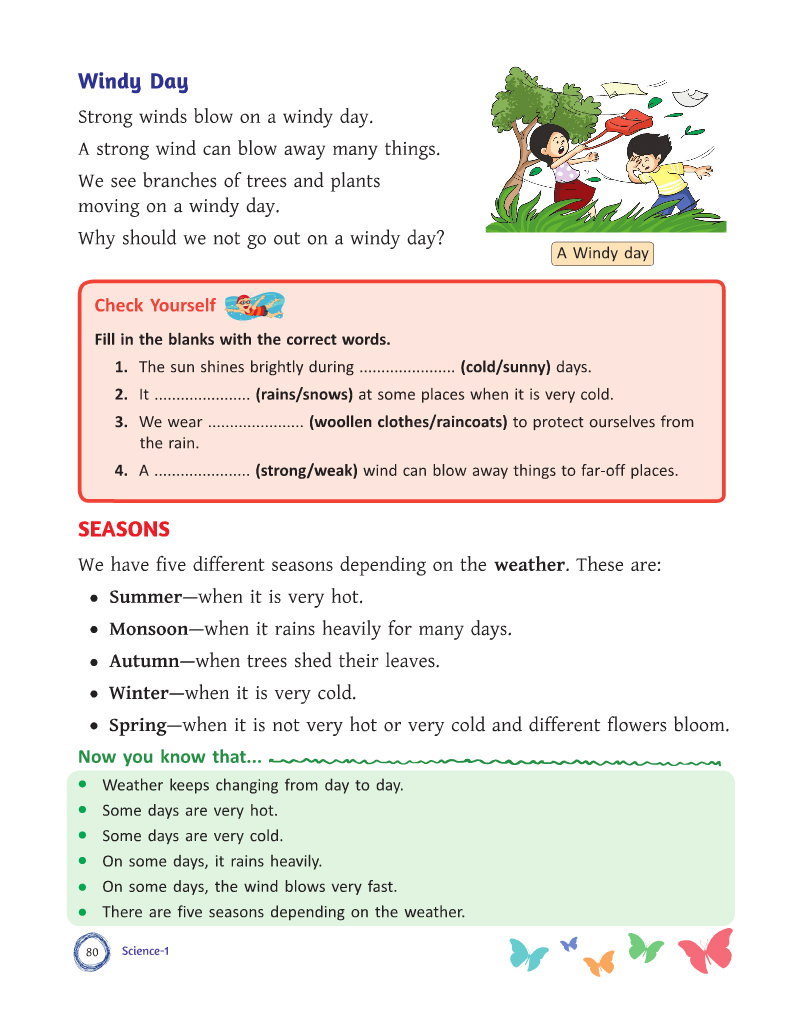 Windy Day
Strong winds blow on a windy day.
A strong wind can blow away many things.
We see branches of trees and plants
moving on a windy day.
Why should we not go out on a windy day?
A Windy day
Check Yourself
Fill in the blanks with the correct words.
1. The sun shines brightly during ...................... (cold/sunny) days.
2. It ...................... (rains/snows) at some places when it is very cold.
3. We wear ...................... (woollen clothes/raincoats) to protect ourselves from
the rain.
4. A ...................... (strong/weak) wind can blow away things to far-off places.
SEASONS
We have five different seasons depending on the weather. These are:
• Summer—when it is very hot.
• Monsoon—when it rains heavily for many days.
• Autumn—when trees shed their leaves.
• Winter—when it is very cold.
• Spring—when it is not very hot or very cold and different flowers bloom.
Now you know that...
• Weather keeps changing from day to day.
• Some days are very hot.
• Some days are very cold.
• On some days, it rains heavily.
• On some days, the wind blows very fast.
• There are five seasons depending on the weather.
80 Science-1